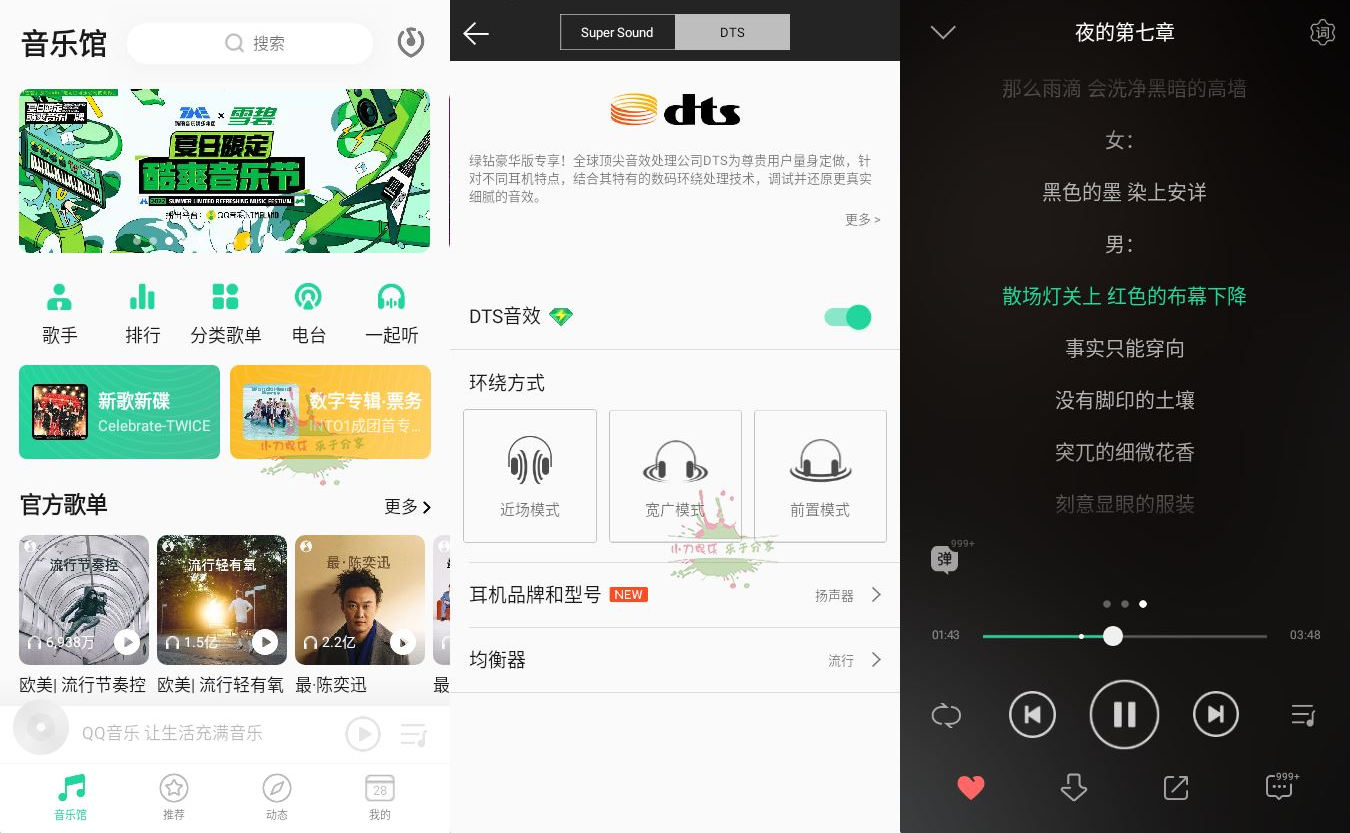 音乐馆
搜索
夏日限定
酷爽音乐厂牌
TME × 雪碧
夏日限定
酷爽音乐节
2022 SUMMER LIMITED REFRESHING MUSIC FESTIVAL
歌手
排行
分类歌单
电台
一起听
新歌新碟
Celebrate-TWICE
数字专辑·票务
INTO1成团首专...
小刀娱乐 乐子分享
官方歌单
更多
流行节奏控
6,938万
流行轻有氧
1.5亿
最·陈奕迅
2.2亿
欧美| 流行节奏控
欧美| 流行轻有氧
最·陈奕迅
最
QQ音乐 让生活充满音乐
音乐馆
推荐
动态
28
我的
Super Sound
DTS
dts
绿钻豪华版专享！全球顶尖音效处理公司DTS为尊贵用户量身定做，针
对不同耳机特点，结合其特有的数码环绕处理技术，调试并还原更真实
细腻的音效。
更多 >
DTS音效
环绕方式
近场模式
宽广模式
前置模式
小刀娱乐 乐子分享
耳机品牌和型号
NEW
扬声器
均衡器
流行
夜的第七章
词
那么雨滴 会洗净黑暗的高墙
女：
黑色的墨 染上安详
男：
散场灯关上 红色的布幕下降
事实只能穿向
没有脚印的土壤
突兀的细微花香
刻意显眼的服装
弹
999+
01:43
03:48
999+